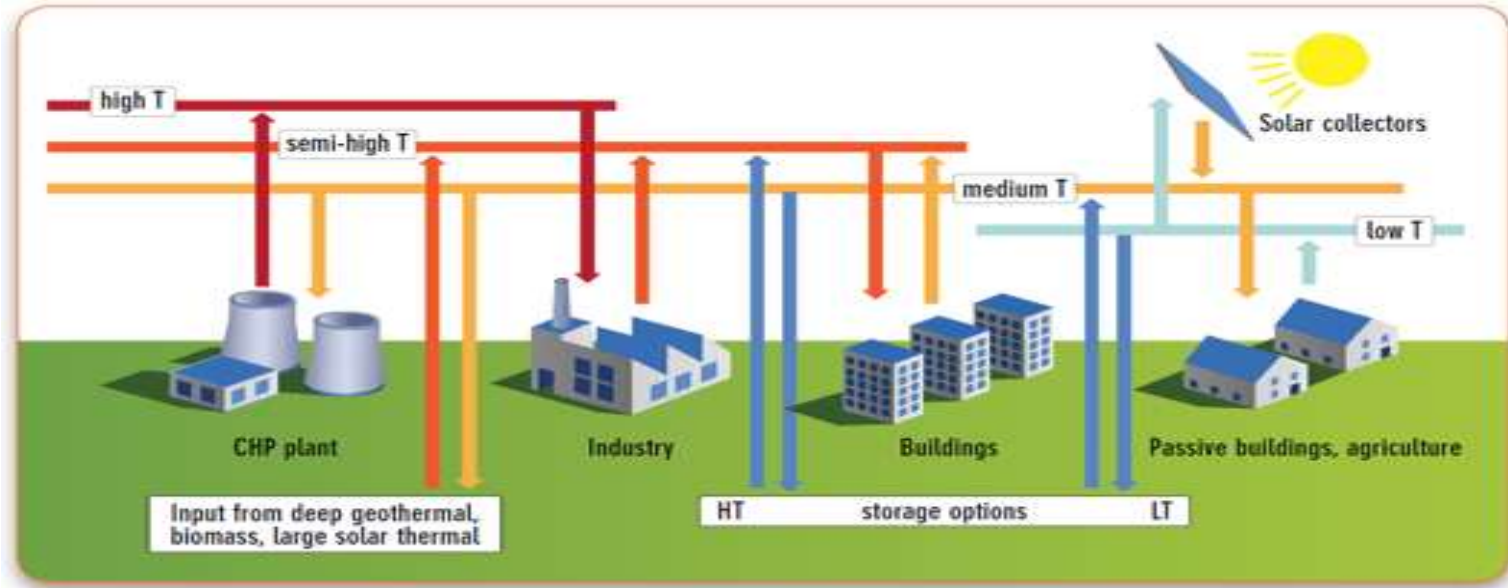 high T
semi-high T
Solar collectors
medium T
low T
CHP plant
Industry
Buildings
Passive buildings, agriculture
Input from deep geothermal,
biomass, large solar thermal
HT storage options LT